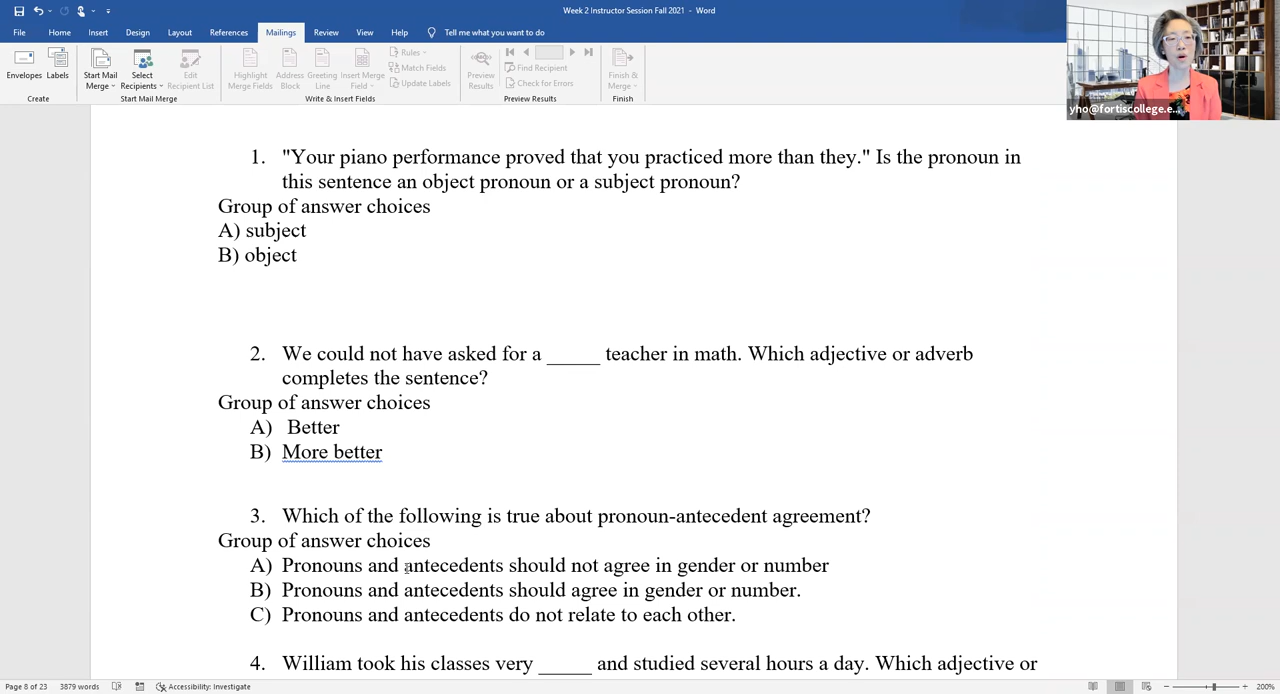 Week 2 Instructor Session Fall 2021 - Word
File Home Insert Design Layout References Mailings Review View Help Tell me what you want to do
Envelopes Labels
Create
Start Mail Merge
Select Recipients
Edit Recipient List
Start Mail Merge
Highlight Merge Fields
Address Block
Greeting Line
Insert Merge Field
Rules
Match Fields
Update Labels
Write & Insert Fields
Preview Results
Find Recipient
Check for Errors
Preview Results
Finish & Merge
Finish
yho@fortiscollege.e...
1. "Your piano performance proved that you practiced more than they." Is the pronoun in
this sentence an object pronoun or a subject pronoun?
Group of answer choices
A) subject
B) object
2. We could not have asked for a _____ teacher in math. Which adjective or adverb
completes the sentence?
Group of answer choices
A) Better
B) More better
3. Which of the following is true about pronoun-antecedent agreement?
Group of answer choices
A) Pronouns and antecedents should not agree in gender or number
B) Pronouns and antecedents should agree in gender or number.
C) Pronouns and antecedents do not relate to each other.
4. William took his classes very _____ and studied several hours a day. Which adjective or
Page 8 of 23 3879 words Accessibility: Investigate 200%